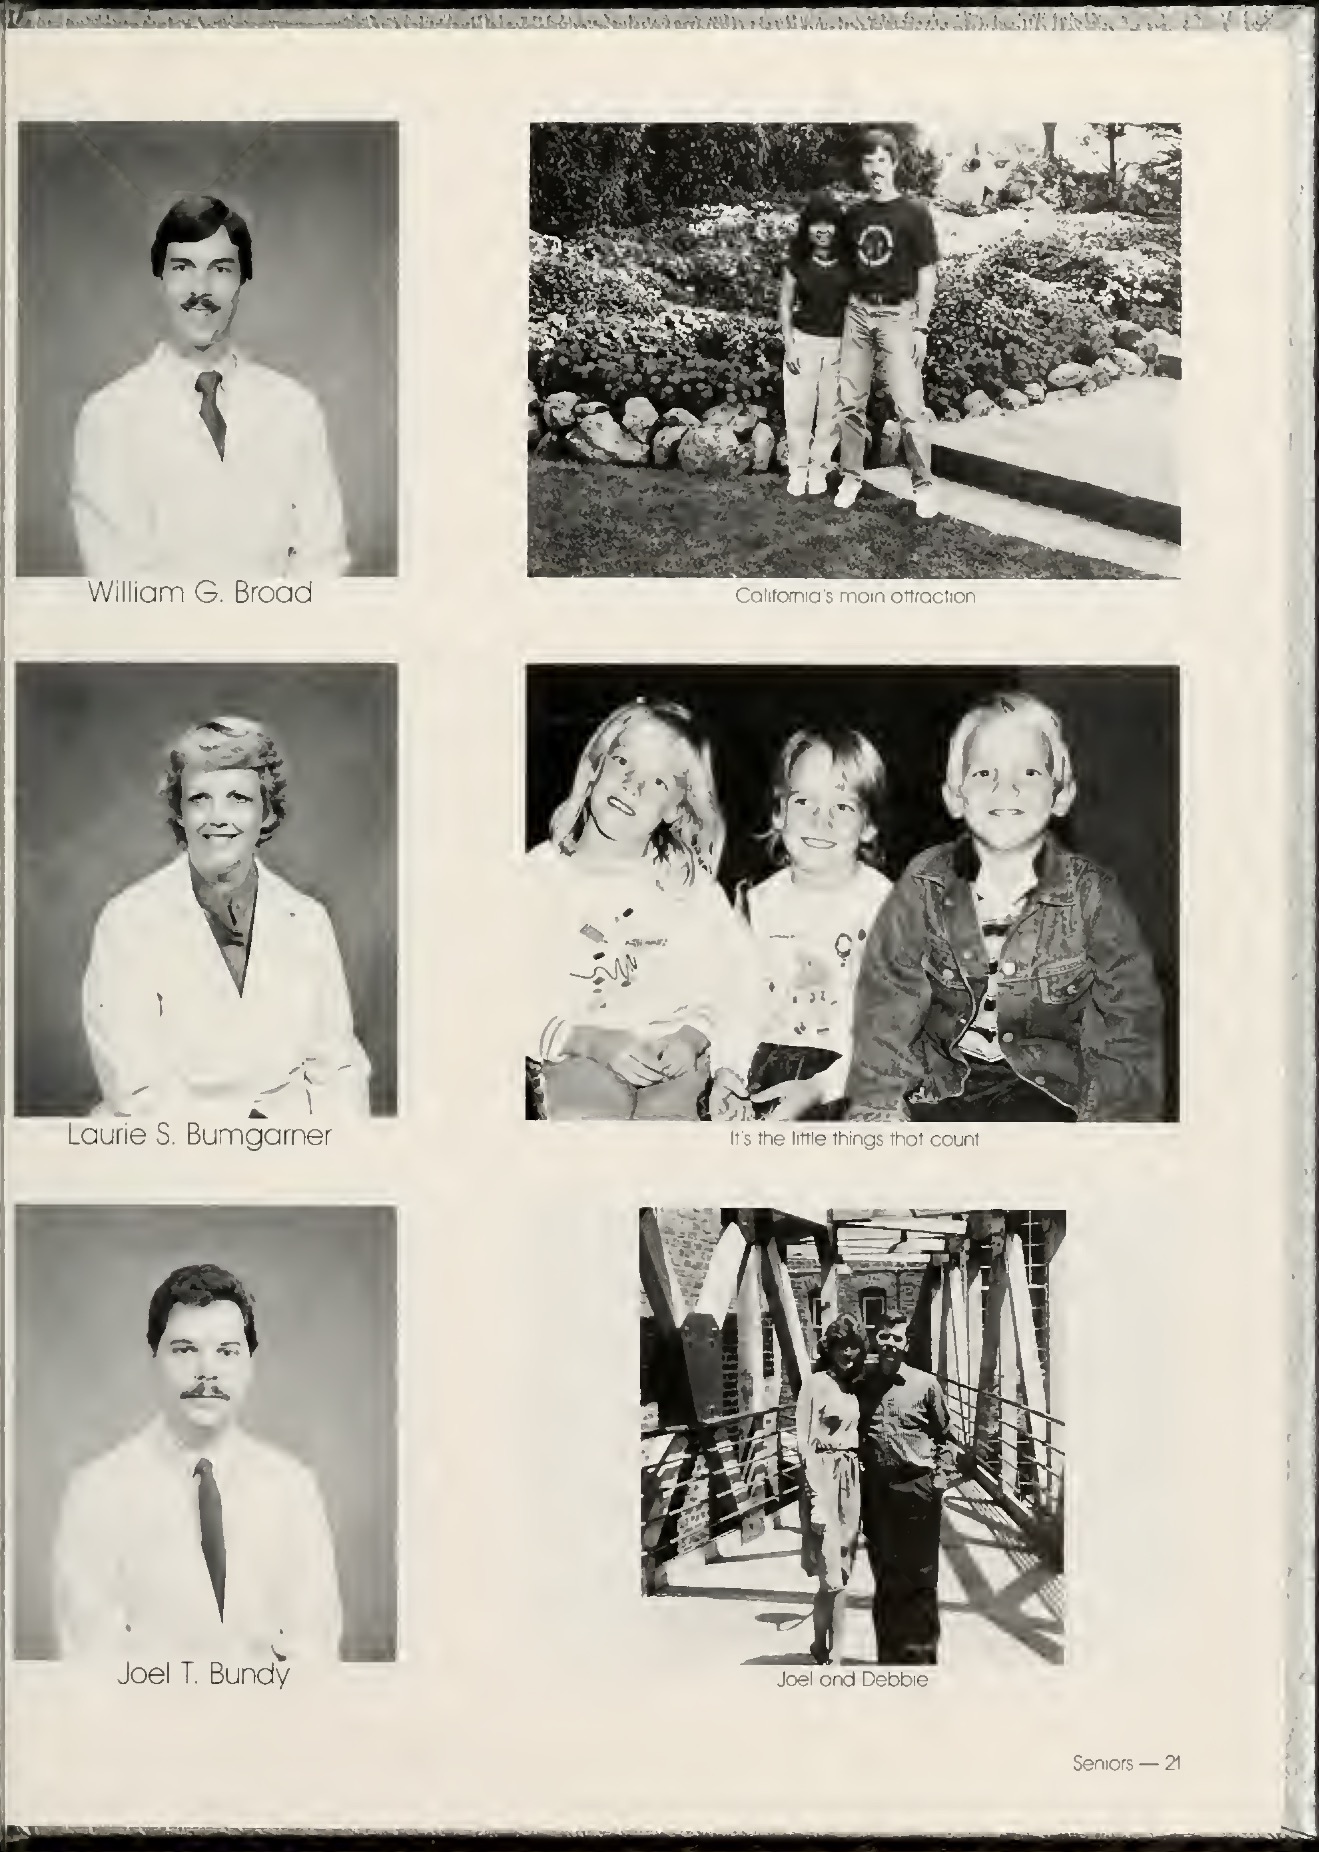 William G. Broad
California's main attraction
Laurie S. Bumgarner
It's the little things that count
Joel T. Bundy
Joel and Debbie
Seniors — 21